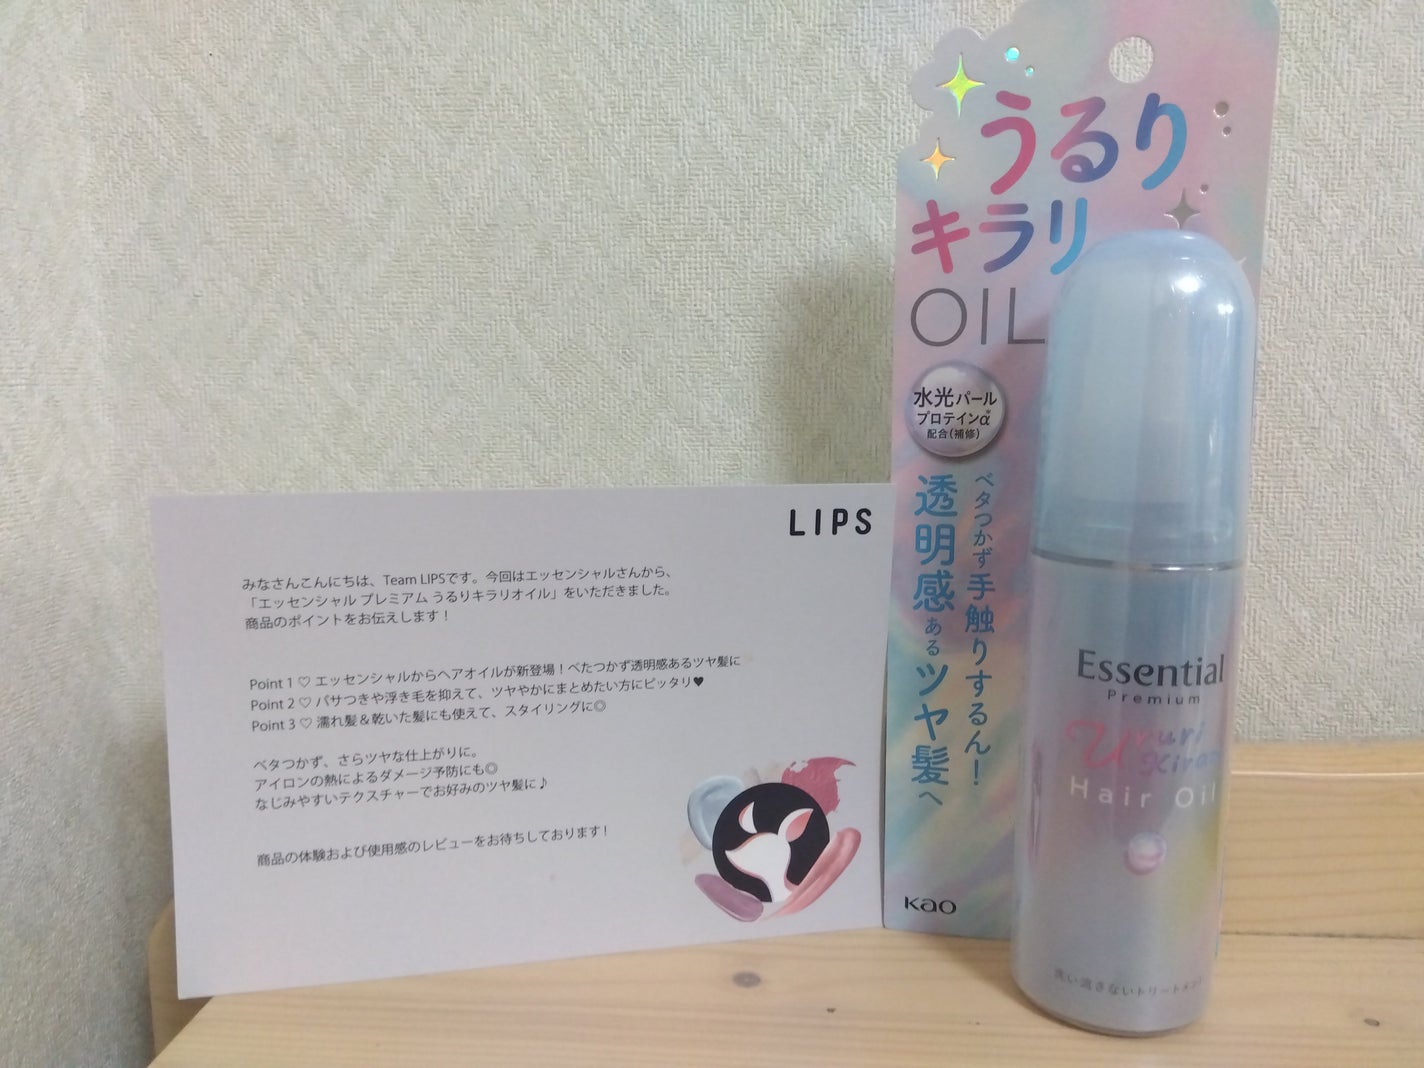 LIPS
みなさんこんにちは、Team LIPSです。今回はエッセンシャルさんから、
「エッセンシャル プレミアム うるりキラリオイル」をいただきました。
商品のポイントをお伝えします！
Point 1 ♡ エッセンシャルからヘアオイルが新登場！べたつかず透明感あるツヤ髪に
Point 2 ♡ パサつきや浮き毛を抑えて、ツヤやかにまとめたい方にピッタリ♥
Point 3 ♡ 濡れ髪＆乾いた髪にも使えて、スタイリングに◎
ベタつかず、さらツヤな仕上がりに。
アイロンの熱によるダメージ予防にも◎
なじみやすいテクスチャーでお好みのツヤ髪に♪
商品の体験および使用感のレビューをお待ちしております！
うるり
キラリ
OIL
水光パール
プロテインα*
配合(補修)
ベタつかず手触りするん！
透明感あるツヤ髪へ
Kao
Essential
Premium
Ururi
Hair Oil
洗い流さないトリートメント